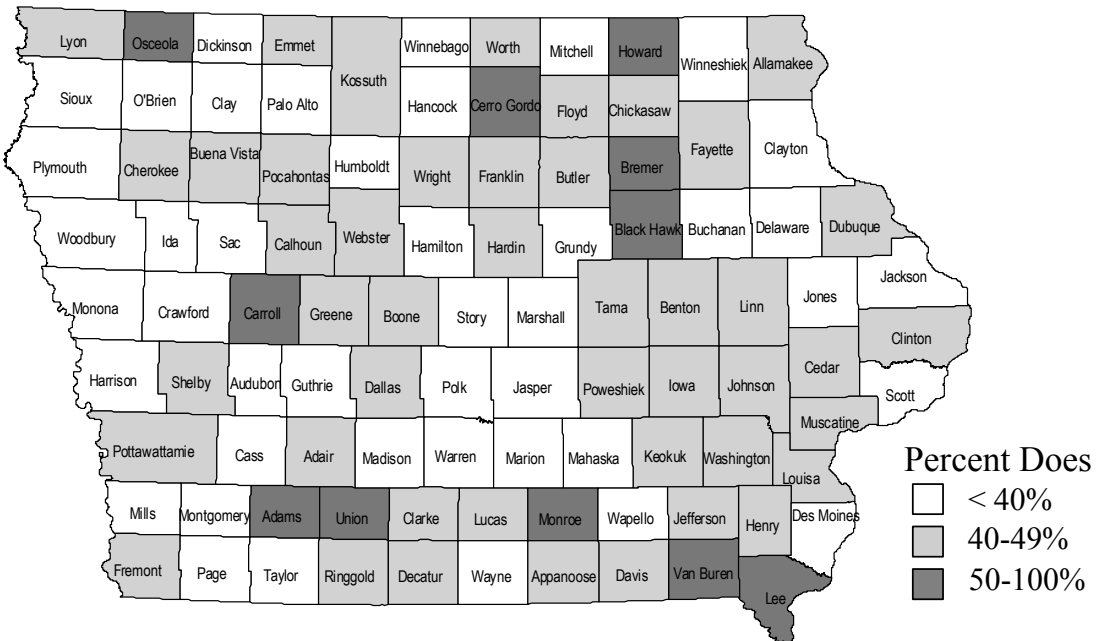 Lyon Osceola Dickinson Emmet Kossuth Winnebago Worth Mitchell Howard Winneshiek Allamakee
Sioux O'Brien Clay Palo Alto Hancock Cerro Gordo Floyd Chickasaw
Plymouth Cherokee Buena Vista Pocahontas Humboldt Wright Franklin Butler Bremer Fayette Clayton
Woodbury Ida Sac Calhoun Webster Hamilton Hardin Grundy Black Hawk Buchanan Delaware Dubuque
Monona Crawford Carroll Greene Boone Story Marshall Tama Benton Linn Jones Jackson
Clinton
Harrison Shelby Audubon Guthrie Dallas Polk Jasper Poweshiek Iowa Johnson Cedar Scott
Muscatine
Pottawattamie Cass Adair Madison Warren Marion Mahaska Keokuk Washington
Louisa
Mills Montgomery Adams Union Clarke Lucas Monroe Wapello Jefferson Henry Des Moines
Fremont Page Taylor Ringgold Decatur Wayne Appanoose Davis Van Buren Lee
Percent Does
< 40%
40-49%
50-100%